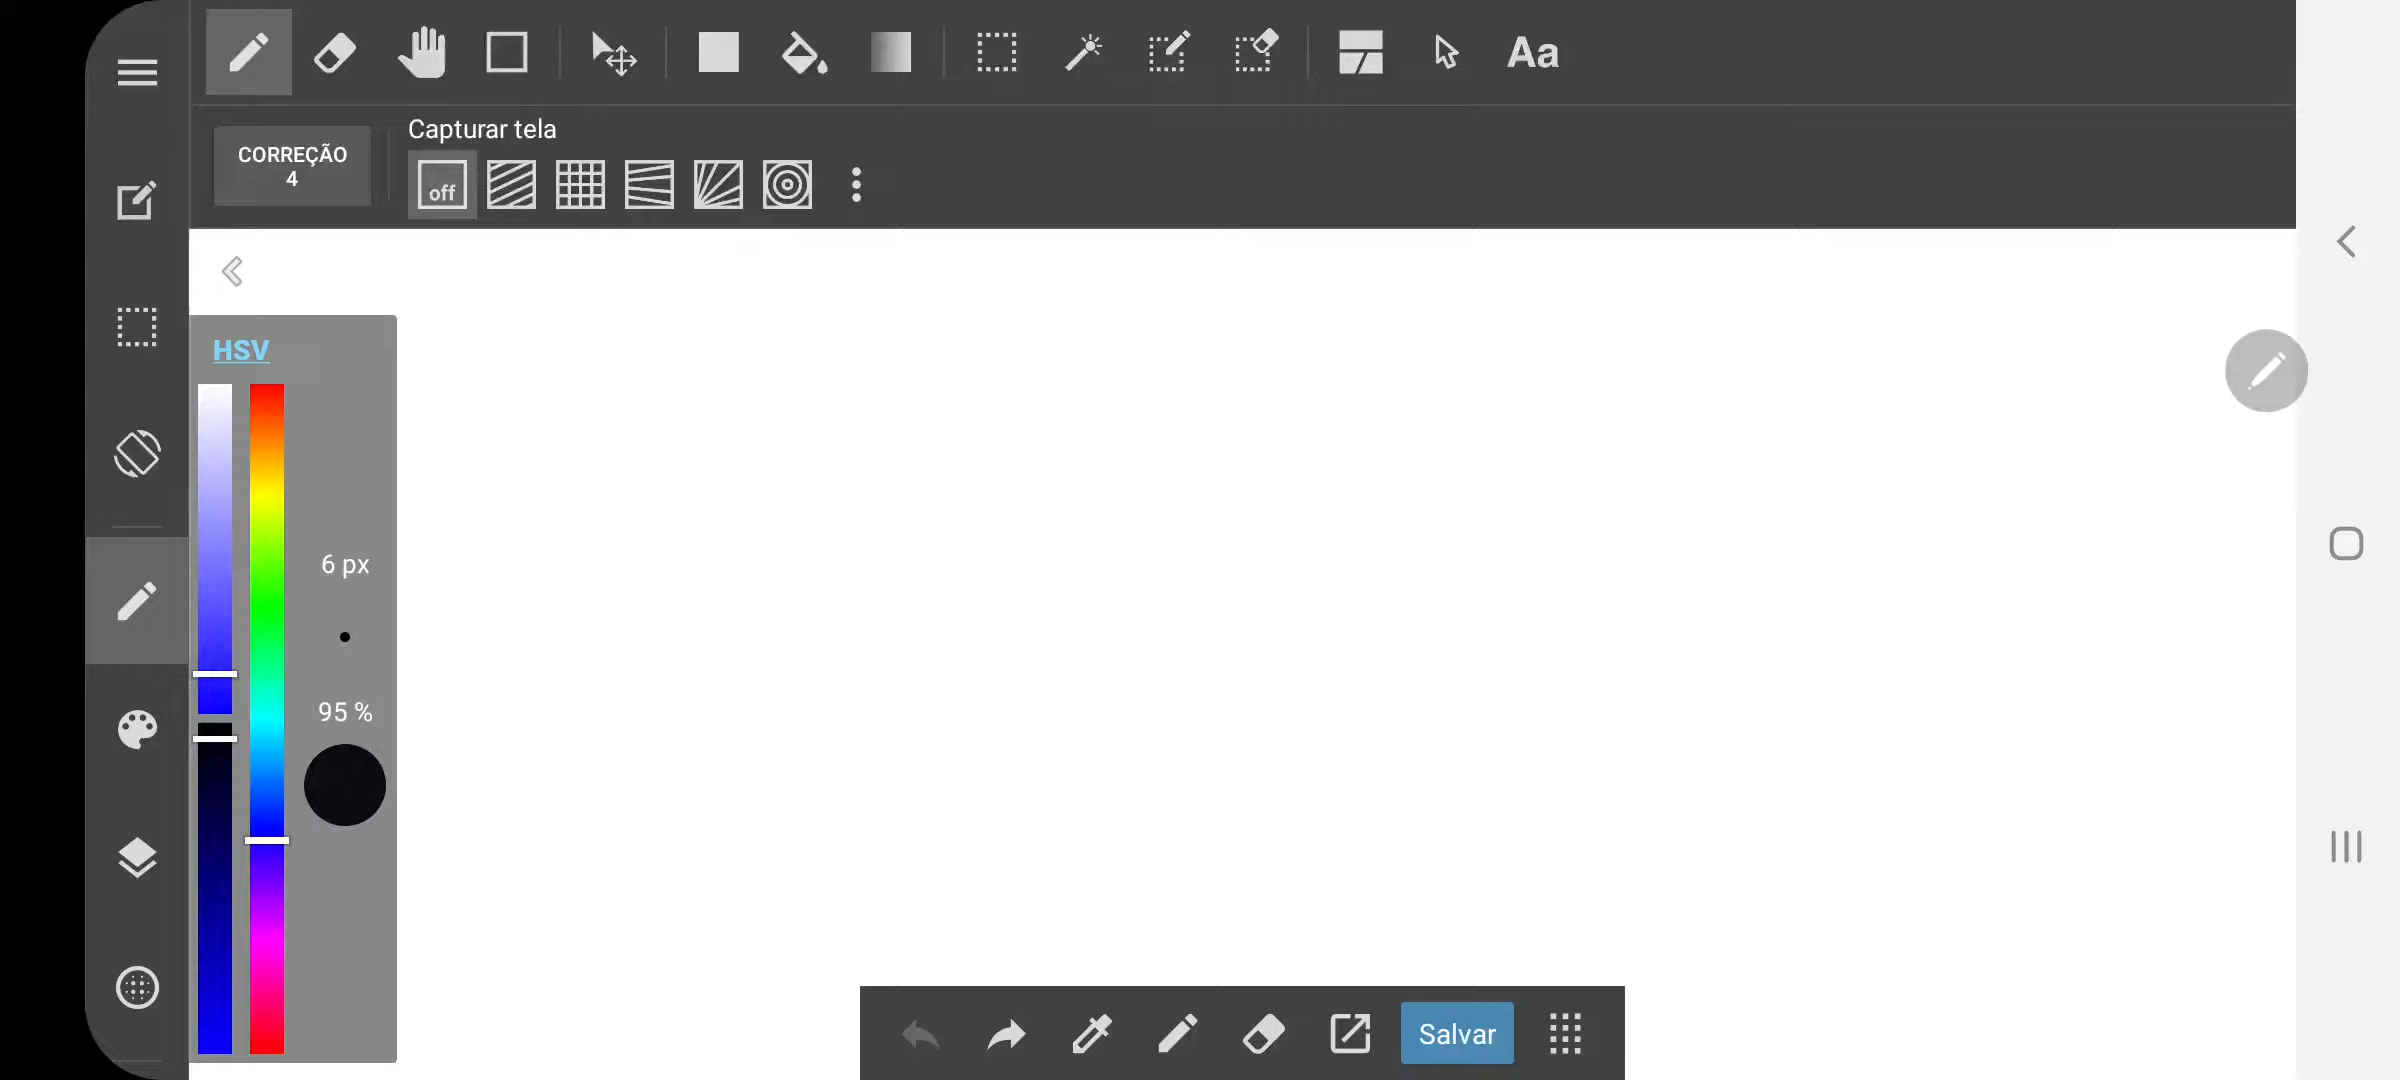 Aa
CORREÇÃO
4
Capturar tela
off
HSV
6 px
95 %
Salvar